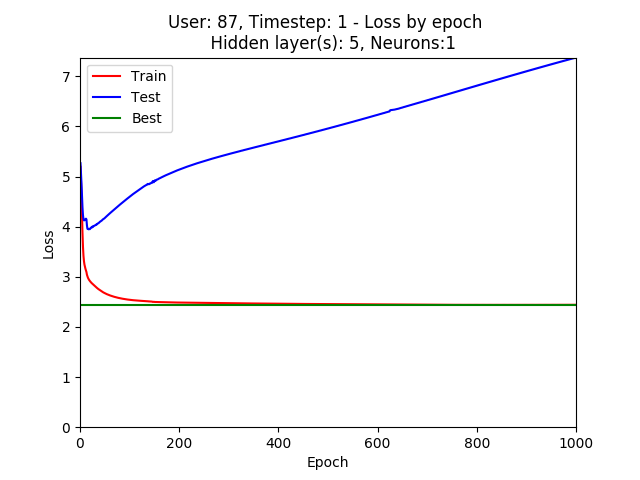 User: 87, Timestep: 1 - Loss by epoch
Hidden layer(s): 5, Neurons:1
Train
Test
Best
7
6
5
4
3
2
1
0
Loss
0 200 400 600 800 1000
Epoch